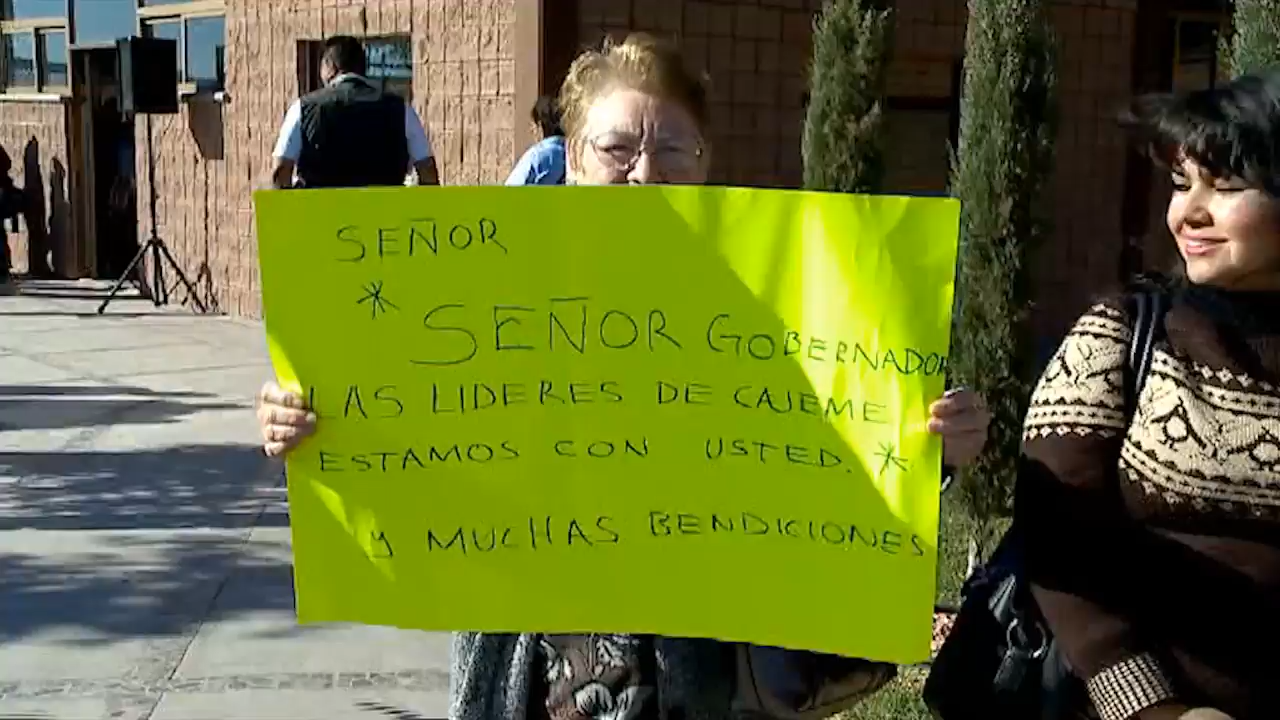 SEÑOR
* SEÑOR GOBERNADOR
LAS LIDERES DE CAJEME
ESTAMOS CON USTED. *
y MUCHAS BENDICIONES